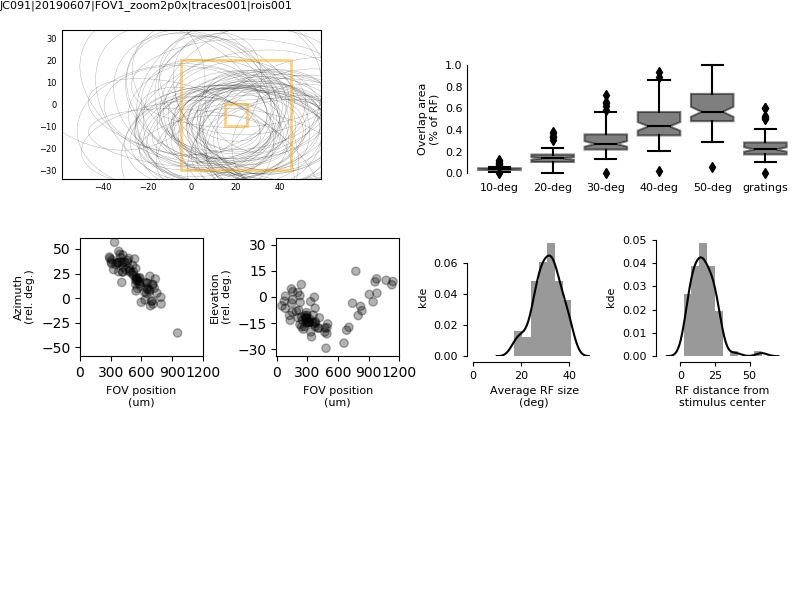 JC091|20190607|FOV1_zoom2p0x|traces001|rois001
30
20
10
0
−10
−20
−30
−40 −20 0 20 40
Overlap area
(% of RF)
1.0
0.8
0.6
0.4
0.2
0.0
10-deg 20-deg 30-deg 40-deg 50-deg gratings
Azimuth
(rel. deg.)
50
25
0
−25
−50
0 300 600 900 1200
FOV position
(um)
Elevation
(rel. deg.)
30
15
0
−15
−30
0 300 600 900 1200
FOV position
(um)
kde
0.06
0.04
0.02
0.00
0 20 40
Average RF size
(deg)
kde
0.05
0.04
0.03
0.02
0.01
0.00
0 25 50
RF distance from
stimulus center